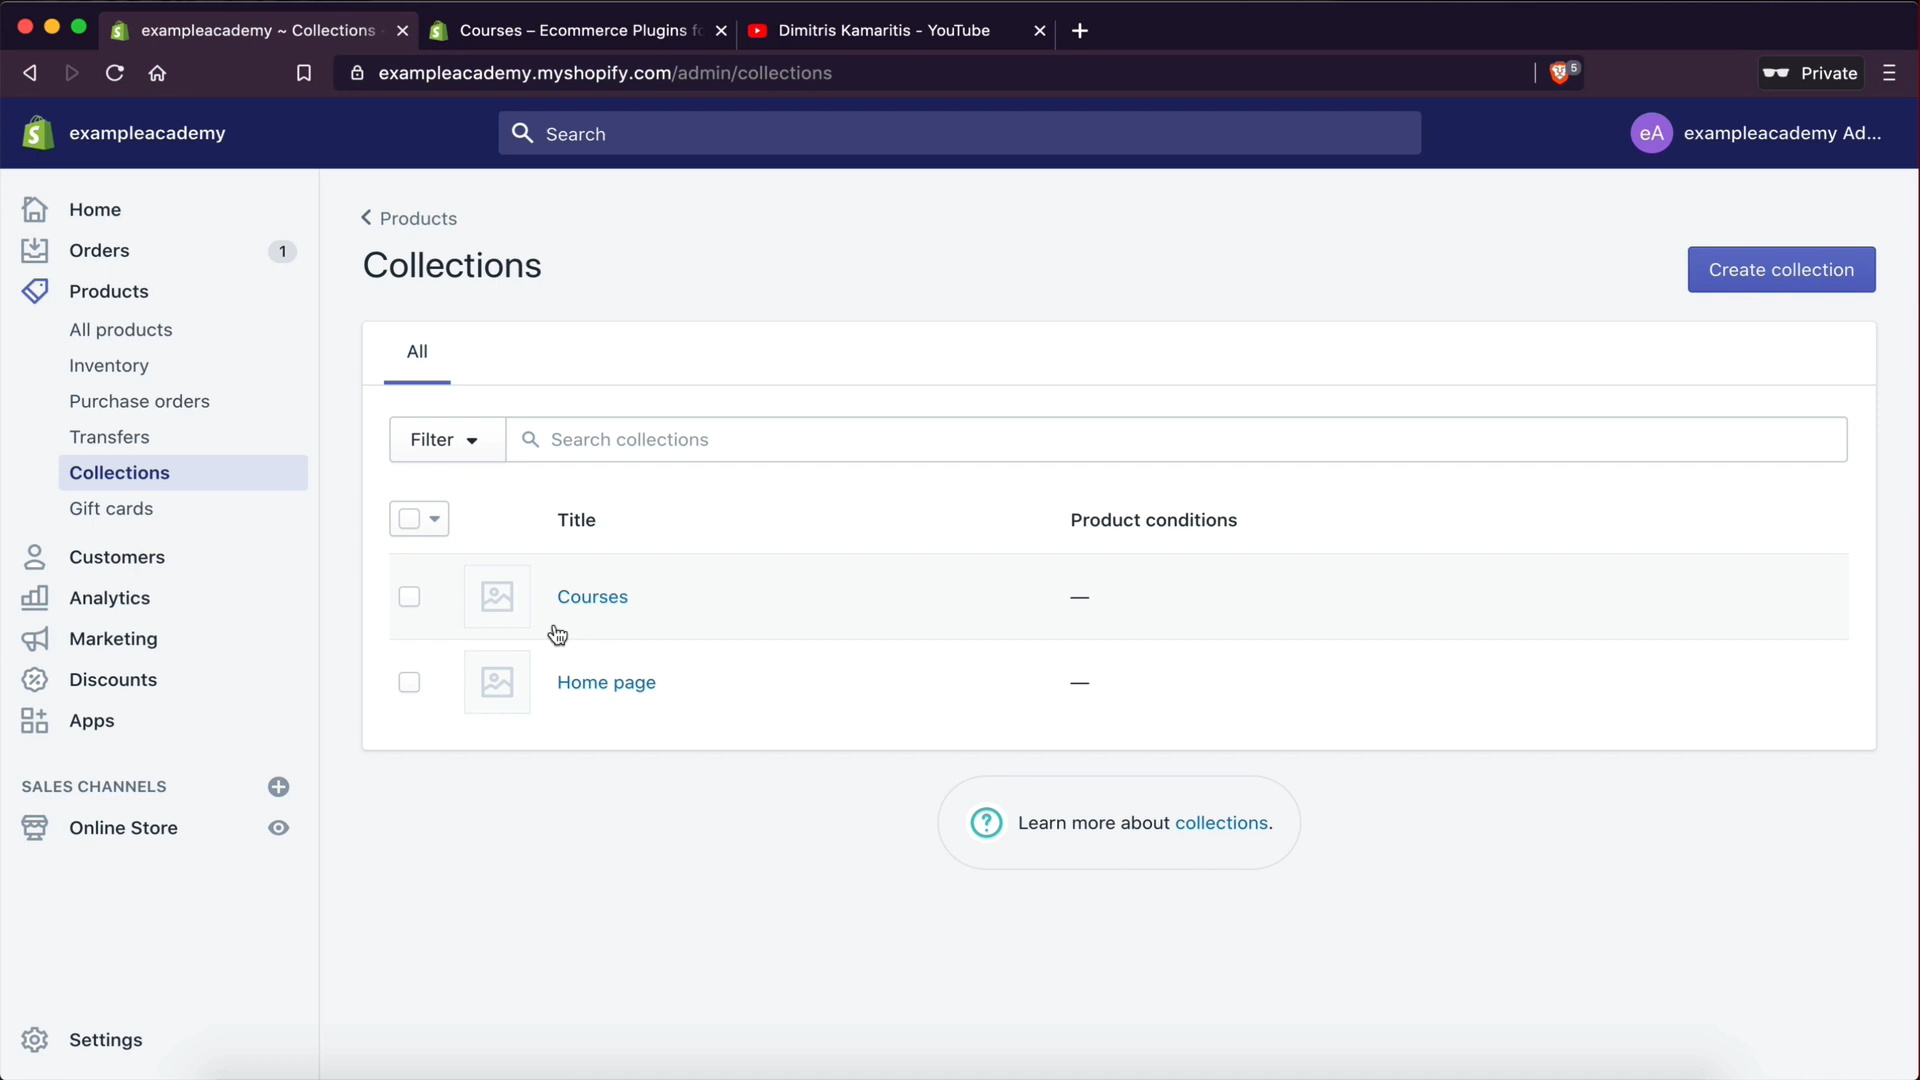 exampleacademy ~ Collections
Courses – Ecommerce Plugins fo
Dimitris Kamaritis - YouTube
exampleacademy.myshopify.com/admin/collections
5
Private
exampleacademy
Search
eA
exampleacademy Ad...
Home
Orders
1
Products
All products
Inventory
Purchase orders
Transfers
Collections
Gift cards
Customers
Analytics
Marketing
Discounts
Apps
SALES CHANNELS
Online Store
Settings
Products
Collections
Create collection
All
Filter
Search collections
Title
Product conditions
Courses
—
Home page
—
Learn more about collections.